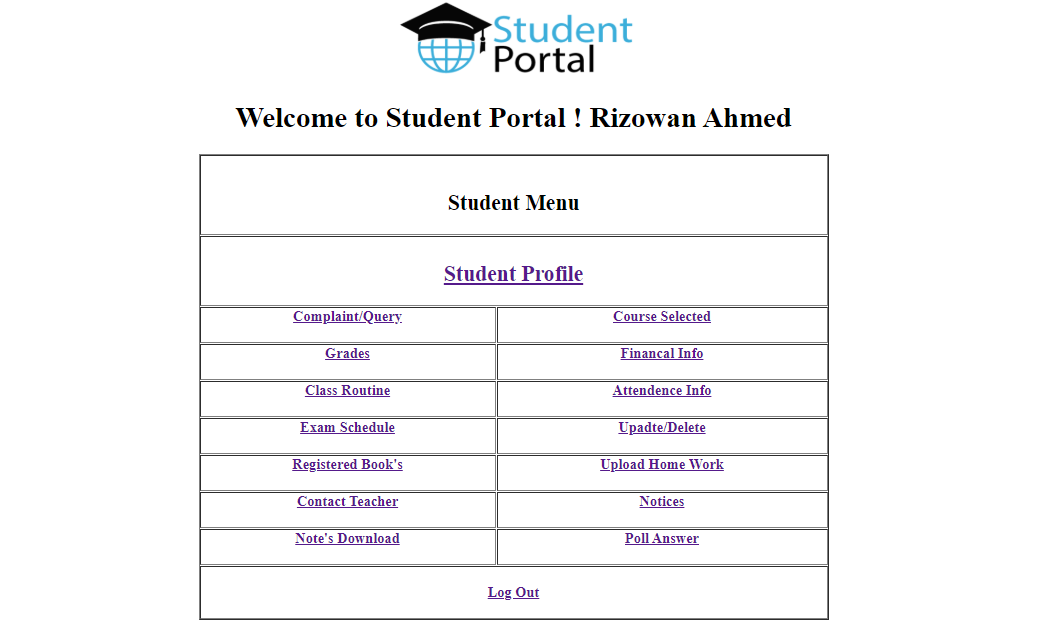 Student
Portal
Welcome to Student Portal ! Rizowan Ahmed
Student Menu
Student Profile
Complaint/Query Course Selected
Grades Financal Info
Class Routine Attendence Info
Exam Schedule Upadte/Delete
Registered Book's Upload Home Work
Contact Teacher Notices
Note's Download Poll Answer
Log Out